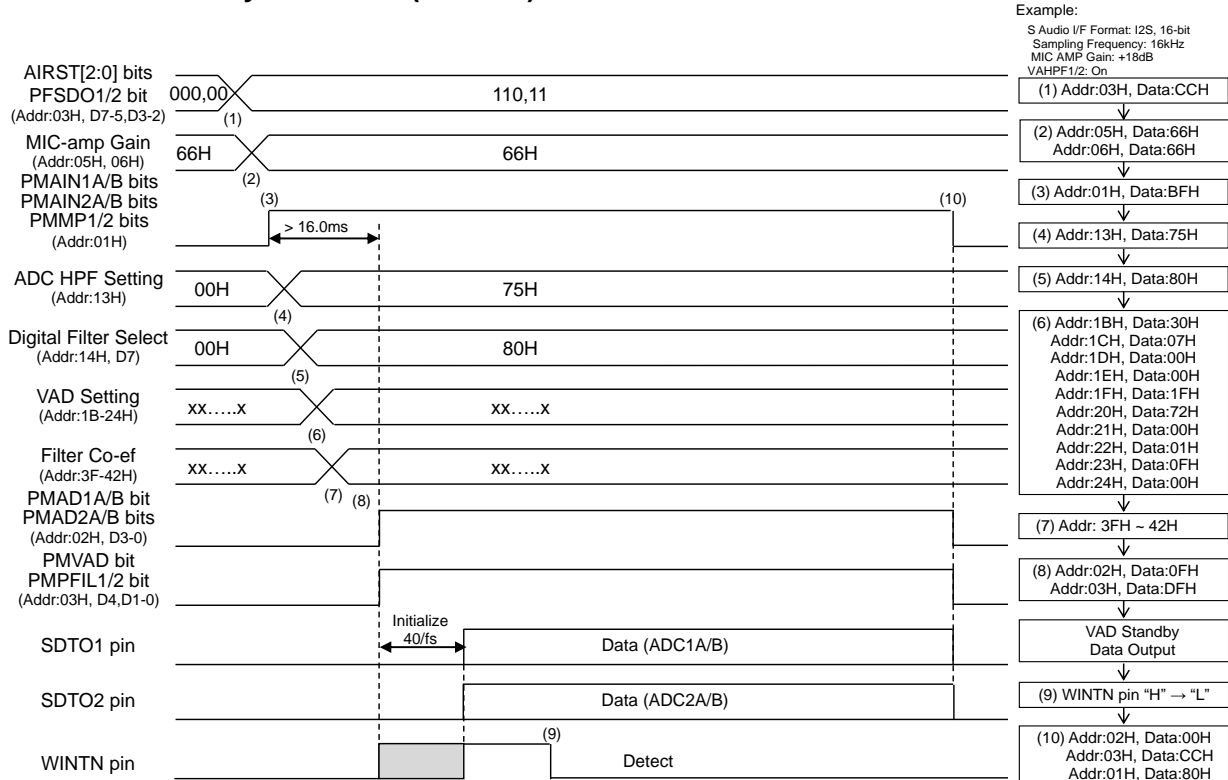 Example:
S Audio I/F Format: I2S, 16-bit
Sampling Frequency: 16kHz
MIC AMP Gain: +18dB
VAHPF1/2: On
AIRST[2:0] bits
PFSDO1/2 bit
(Addr:03H, D7-5,D3-2)
000,00
110,11
(1)
MIC-amp Gain
(Addr:05H, 06H)
66H
66H
(2)
PMAIN1A/B bits
PMAIN2A/B bits
PMMP1/2 bits
(Addr:01H)
(3)
> 16.0ms
(10)
ADC HPF Setting
(Addr:13H)
00H
75H
(4)
Digital Filter Select
(Addr:14H, D7)
00H
80H
(5)
VAD Setting
(Addr:1B-24H)
xx…..x
xx…..x
(6)
Filter Co-ef
(Addr:3F-42H)
xx…..x
xx…..x
(7)
(8)
PMAD1A/B bit
PMAD2A/B bits
(Addr:02H, D3-0)
PMVAD bit
PMPFIL1/2 bit
(Addr:03H, D4,D1-0)
Initialize
40/fs
SDTO1 pin
Data (ADC1A/B)
SDTO2 pin
Data (ADC2A/B)
(9)
WINTN pin
Detect
(1) Addr:03H, Data:CCH
(2) Addr:05H, Data:66H
Addr:06H, Data:66H
(3) Addr:01H, Data:BFH
(4) Addr:13H, Data:75H
(5) Addr:14H, Data:80H
(6) Addr:1BH, Data:30H
Addr:1CH, Data:07H
Addr:1DH, Data:00H
Addr:1EH, Data:00H
Addr:1FH, Data:1FH
Addr:20H, Data:72H
Addr:21H, Data:00H
Addr:22H, Data:01H
Addr:23H, Data:0FH
Addr:24H, Data:00H
(7) Addr: 3FH ~ 42H
(8) Addr:02H, Data:0FH
Addr:03H, Data:DFH
VAD Standby
Data Output
(9) WINTN pin “H” → “L”
(10) Addr:02H, Data:00H
Addr:03H, Data:CCH
Addr:01H, Data:80H